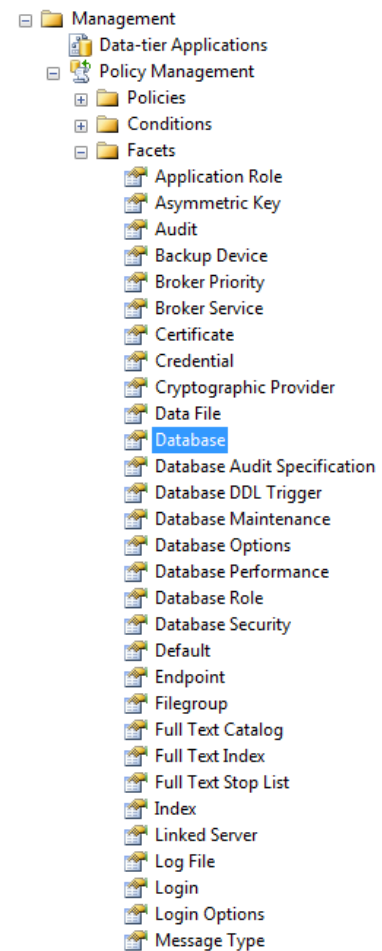 Management
Data-tier Applications
Policy Management
Policies
Conditions
Facets
Application Role
Asymmetric Key
Audit
Backup Device
Broker Priority
Broker Service
Certificate
Credential
Cryptographic Provider
Data File
Database
Database Audit Specification
Database DDL Trigger
Database Maintenance
Database Options
Database Performance
Database Role
Database Security
Default
Endpoint
Filegroup
Full Text Catalog
Full Text Index
Full Text Stop List
Index
Linked Server
Log File
Login
Login Options
Message Type